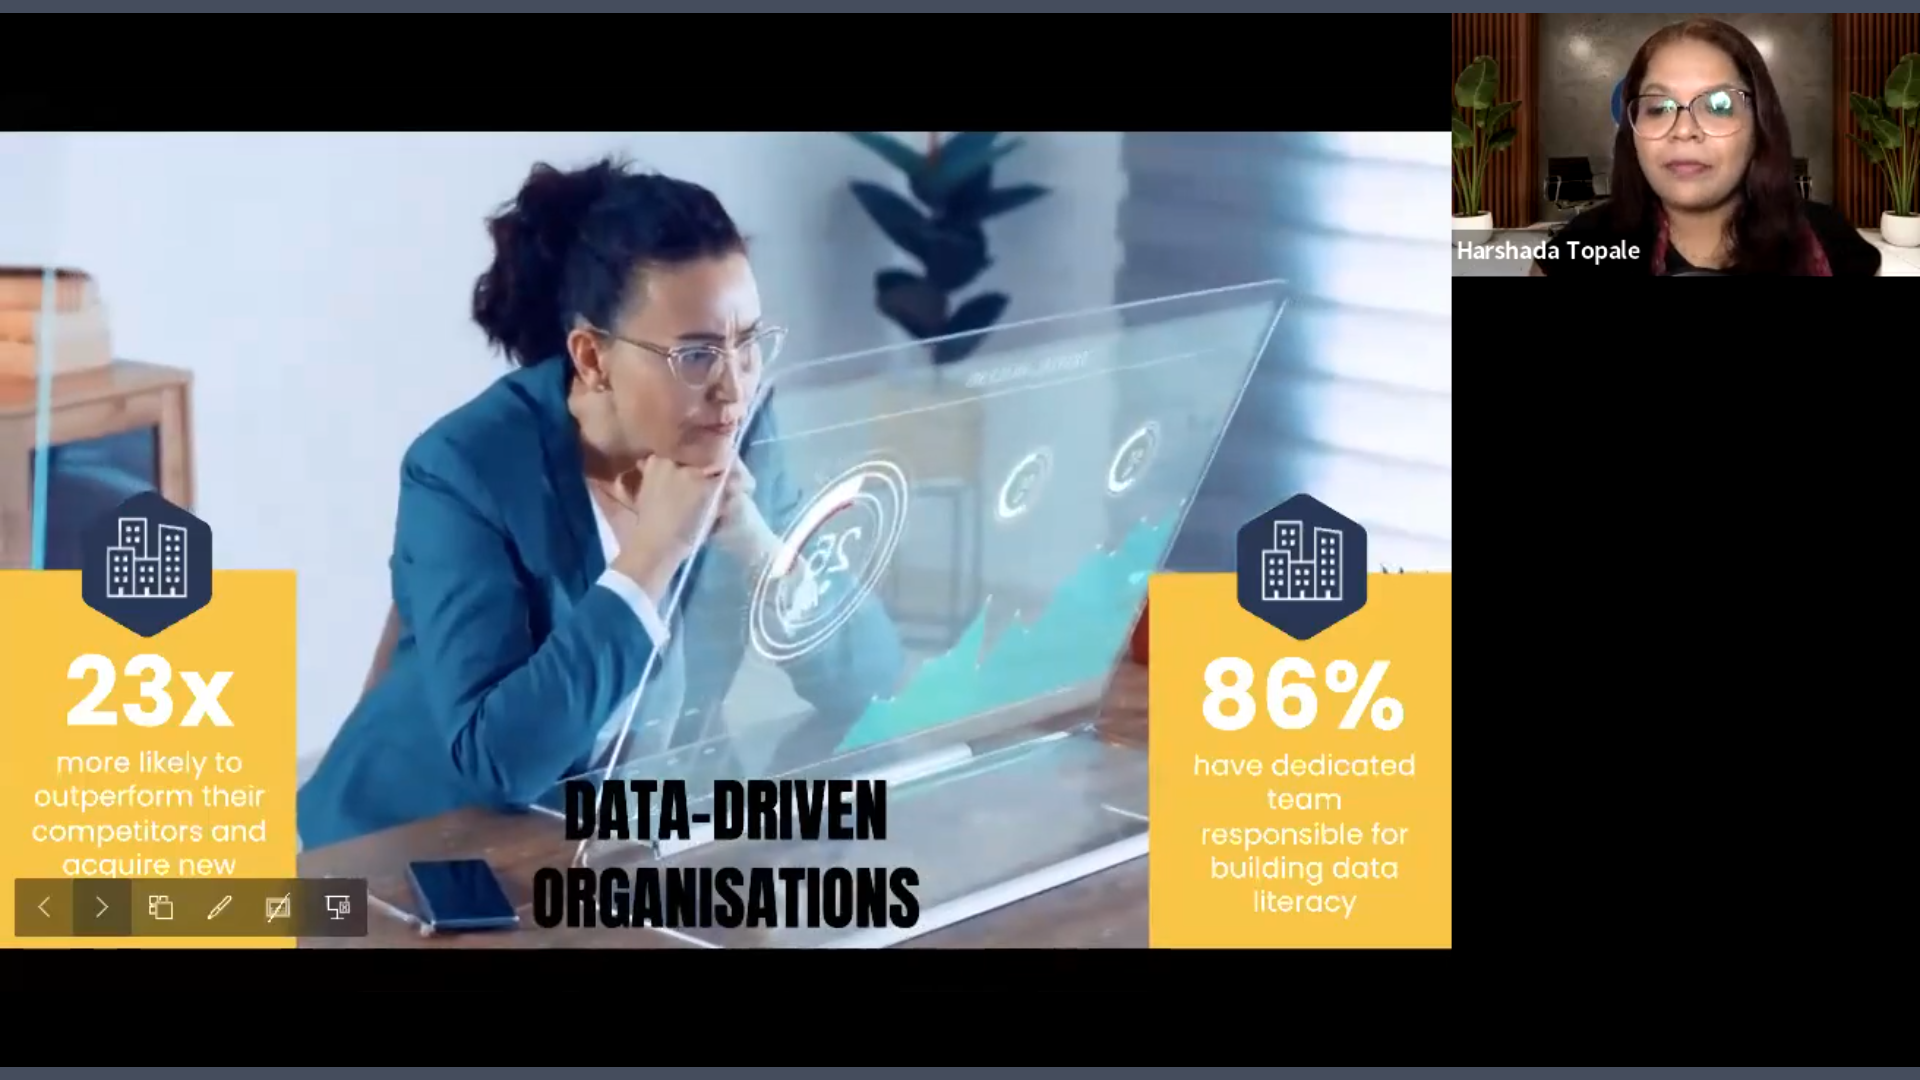 Harshada Topale
23x
more likely to
outperform their
competitors and
acquire new
DATA-DRIVEN
ORGANISATIONS
86%
have dedicated
team
responsible for
building data
literacy